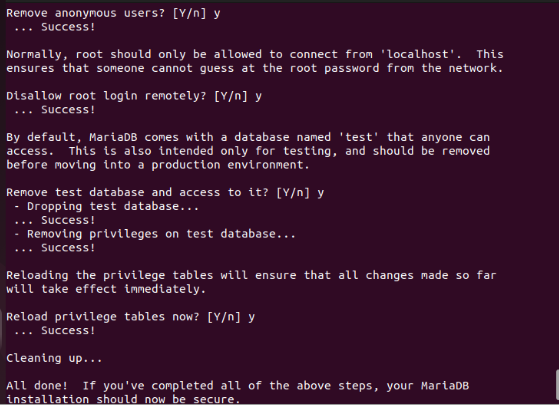 Remove anonymous users? [Y/n] y
 ... Success!
Normally, root should only be allowed to connect from 'localhost'.  This
ensures that someone cannot guess at the root password from the network.
Disallow root login remotely? [Y/n] y
 ... Success!
By default, MariaDB comes with a database named 'test' that anyone can
access.  This is also intended only for testing, and should be removed
before moving into a production environment.
Remove test database and access to it? [Y/n] y
 - Dropping test database...
 ... Success!
 - Removing privileges on test database...
 ... Success!
Reloading the privilege tables will ensure that all changes made so far
will take effect immediately.
Reload privilege tables now? [Y/n] y
 ... Success!
Cleaning up...
All done!  If you've completed all of the above steps, your MariaDB
installation should now be secure.